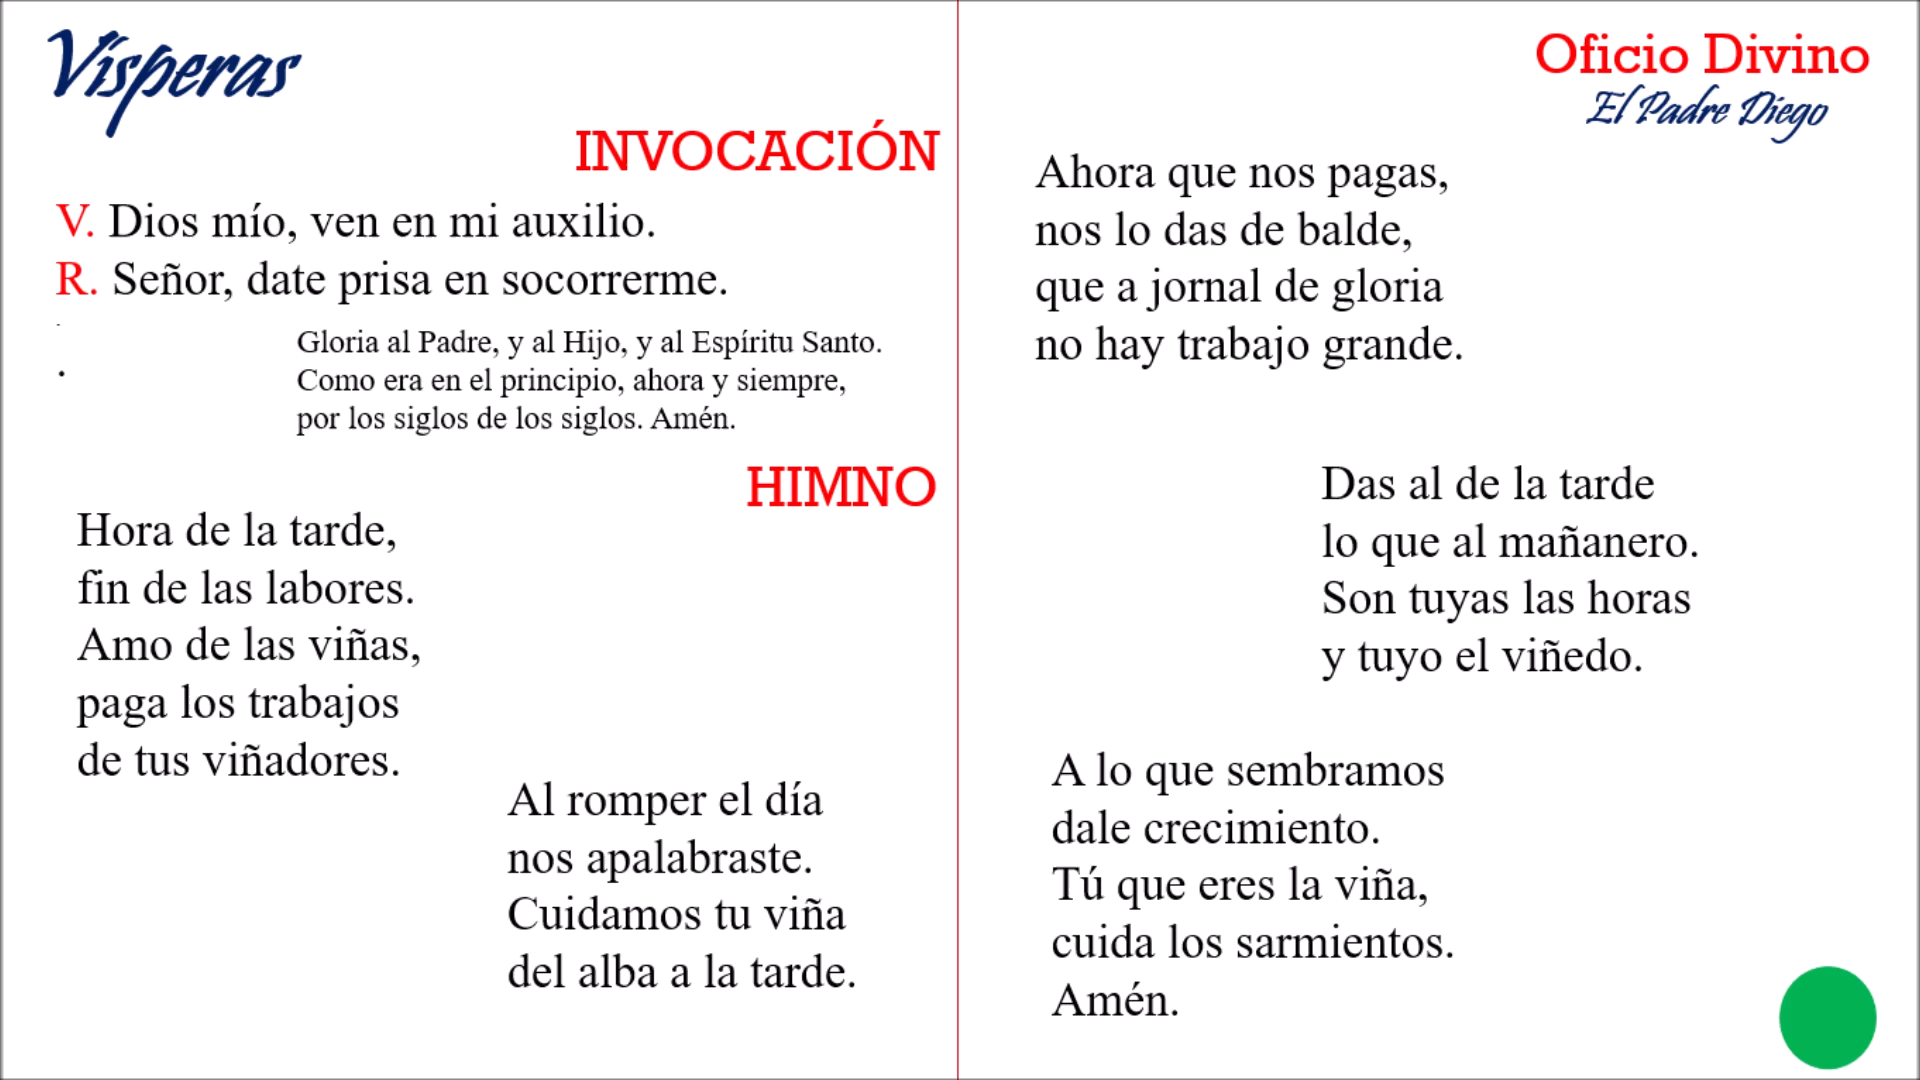 Vísperas
INVOCACIÓN
V. Dios mío, ven en mi auxilio.
R. Señor, date prisa en socorrerme.
Gloria al Padre, y al Hijo, y al Espíritu Santo.
Como era en el principio, ahora y siempre,
por los siglos de los siglos. Amén.
HIMNO
Hora de la tarde,
fin de las labores.
Amo de las viñas,
paga los trabajos
de tus viñadores.
Al romper el día
nos apalabraste.
Cuidamos tu viña
del alba a la tarde.
Oficio Divino
El Padre Diego
Ahora que nos pagas,
nos lo das de balde,
que a jornal de gloria
no hay trabajo grande.
Das al de la tarde
lo que al mañanero.
Son tuyas las horas
y tuyo el viñedo.
A lo que sembramos
dale crecimiento.
Tú que eres la viña,
cuida los sarmientos.
Amén.